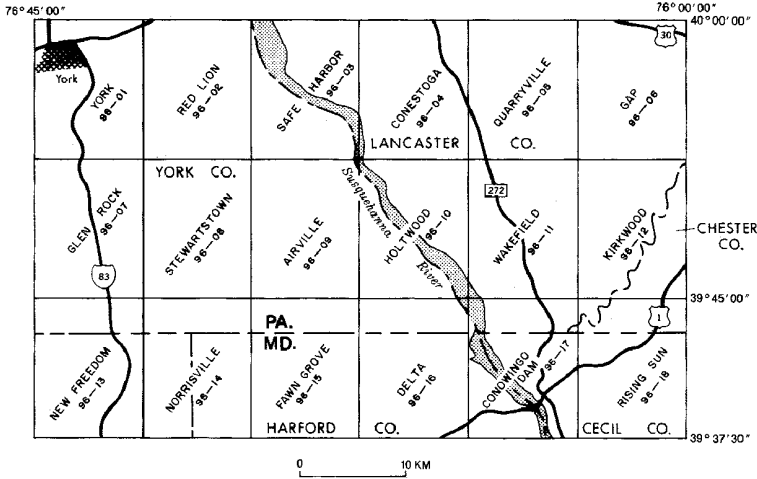 76°45'00"
76°00'00"
40°00'00"
30
York
YORK
96—01
RED LION
96—02
SAFE HARBOR
96—03
CONESTOGA
96—04
QUARRYVILLE
96—05
GAP
96—06
LANCASTER CO.
YORK CO.
GLEN ROCK
96—07
STEWARTSTOWN
96—08
AIRVILLE
96—09
Susquehanna River
HOLTWOOD
96—10
272
WAKEFIELD
96—11
KIRKWOOD
96—12
CHESTER
CO.
83
39°45'00"
1
PA.
MD.
NEW FREEDOM
96—13
NORRISVILLE
96—14
FAWN GROVE
96—15
DELTA
96—16
CONOWINGO
DAM
96—17
RISING SUN
96—18
HARFORD CO.
CECIL CO.
39°37'30"
0 10 KM